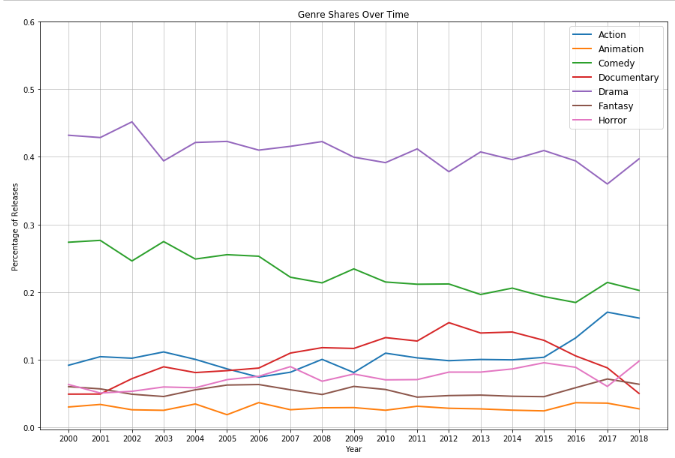 Genre Shares Over Time
Action
Animation
Comedy
Documentary
Drama
Fantasy
Horror
Percentage of Releases
0.6
0.5
0.4
0.3
0.2
0.1
0.0
2000 2001 2002 2003 2004 2005 2006 2007 2008 2009 2010 2011 2012 2013 2014 2015 2016 2017 2018
Year